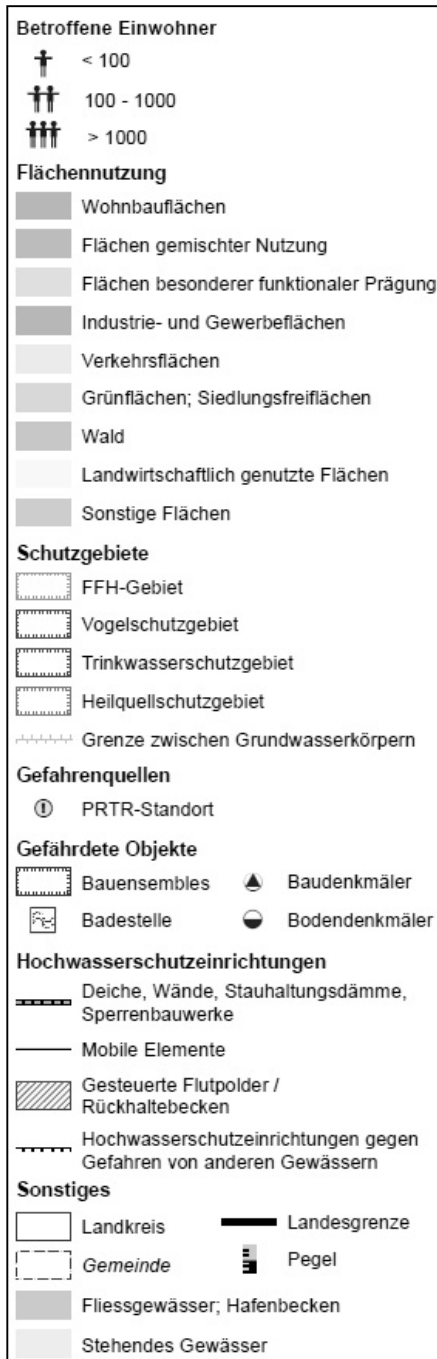 Betroffene Einwohner
< 100
100 - 1000
> 1000
Flächennutzung
Wohnbauflächen
Flächen gemischter Nutzung
Flächen besonderer funktionaler Prägung
Industrie- und Gewerbeflächen
Verkehrsflächen
Grünflächen; Siedlungsfreiflächen
Wald
Landwirtschaftlich genutzte Flächen
Sonstige Flächen
Schutzgebiete
FFH-Gebiet
Vogelschutzgebiet
Trinkwasserschutzgebiet
Heilquellschutzgebiet
Grenze zwischen Grundwasserkörpern
Gefahrenquellen
PRTR-Standort
Gefährdete Objekte
Bauensembles Baudenkmäler
Badestelle Bodendenkmäler
Hochwasserschutzeinrichtungen
Deiche, Wände, Stauhaltungsdämme,
Sperrenbauwerke
Mobile Elemente
Gesteuerte Flutpolder /
Rückhaltebecken
Hochwasserschutzeinrichtungen gegen
Gefahren von anderen Gewässern
Sonstiges
Landkreis Landesgrenze
Gemeinde Pegel
Fliessgewässer; Hafenbecken
Stehendes Gewässer